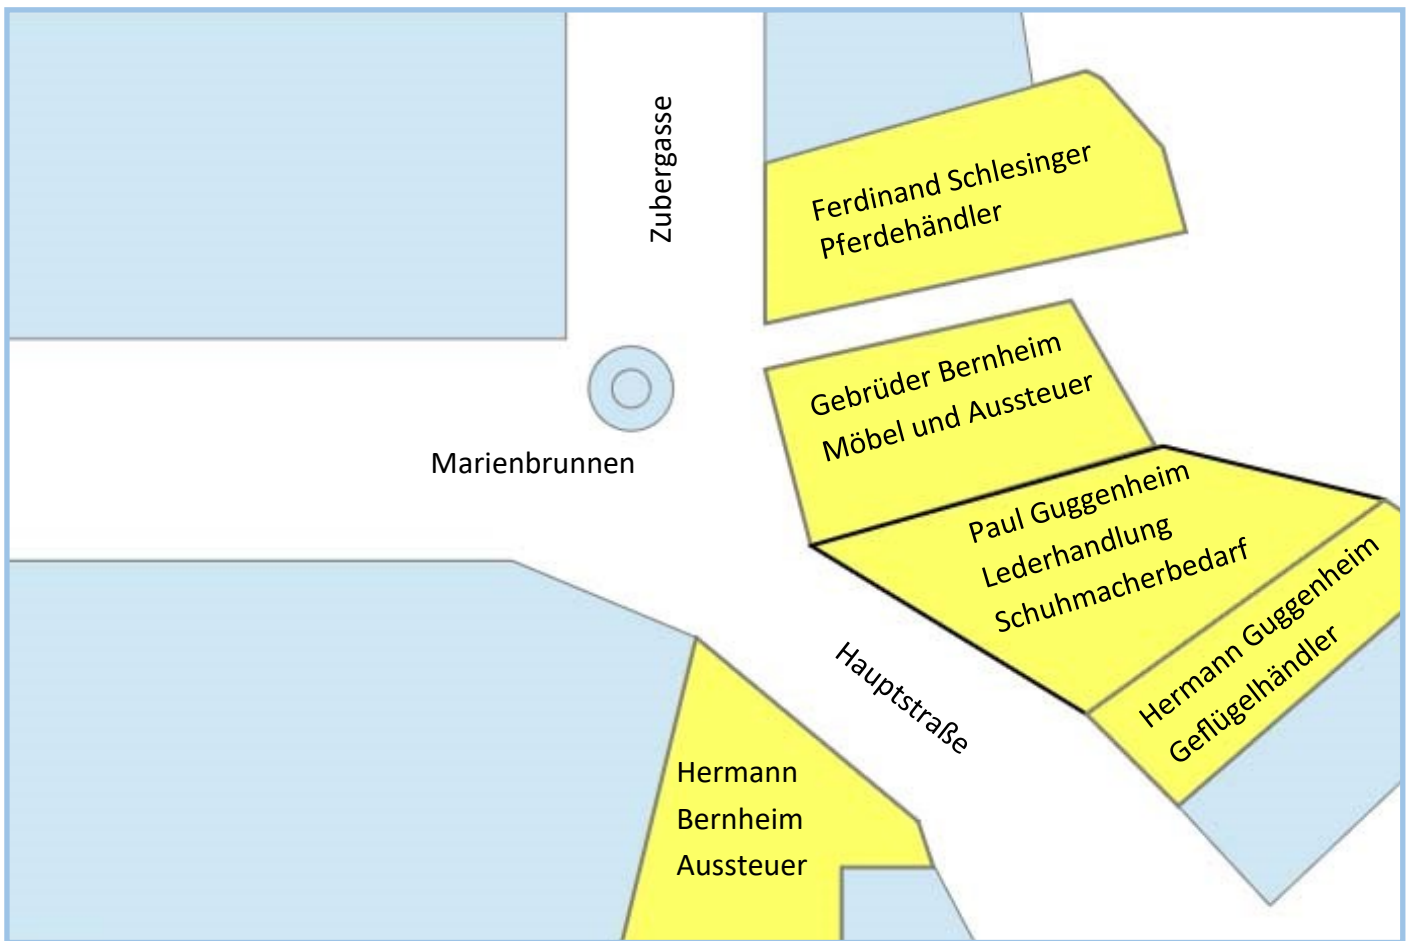 Zubergasse
Ferdinand Schlesinger
Pferdehändler
Gebrüder Bernheim
Möbel und Aussteuer
Marienbrunnen
Paul Guggenheim
Lederhandlung
Schuhmacherbedarf
Hermann Guggenheim
Geflügelhändler
Hauptstraße
Hermann
Bernheim
Aussteuer